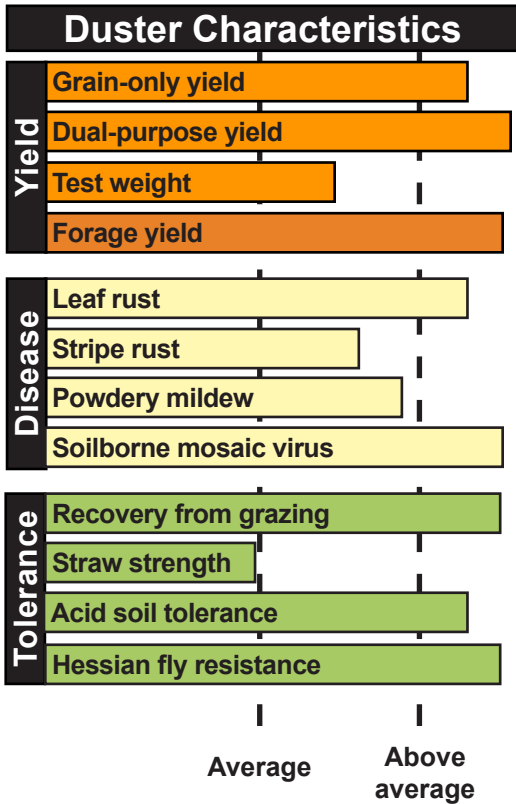 Duster Characteristics
Yield
Grain-only yield
Dual-purpose yield
Test weight
Forage yield
Disease
Leaf rust
Stripe rust
Powdery mildew
Soilborne mosaic virus
Tolerance
Recovery from grazing
Straw strength
Acid soil tolerance
Hessian fly resistance
Average
Above
average